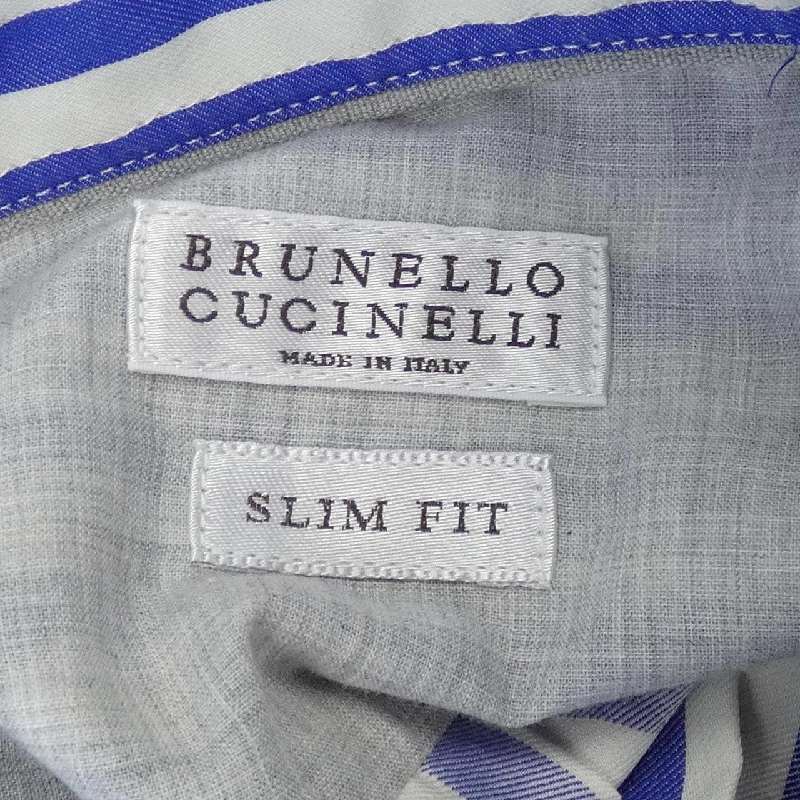 BRUNELLO
CUCINELLI
MADE IN ITALY
SLIM FIT